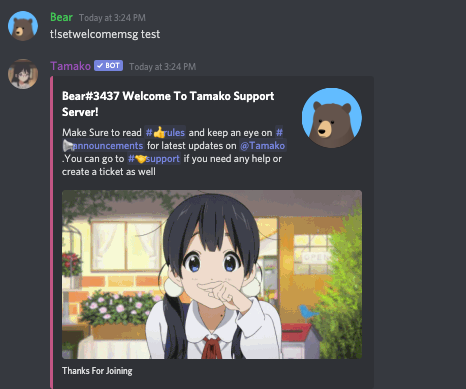 Bear Today at 3:24 PM
t!setwelcomemsg test
Tamako ✓ BOT Today at 3:24 PM
Bear#3437 Welcome To Tamako Support
Server!
Make Sure to read #👍rules and keep an eye on #
📢announcements for latest updates on @Tamako
.You can go to #🤝support if you need any help or
create a ticket as well
Thanks For Joining